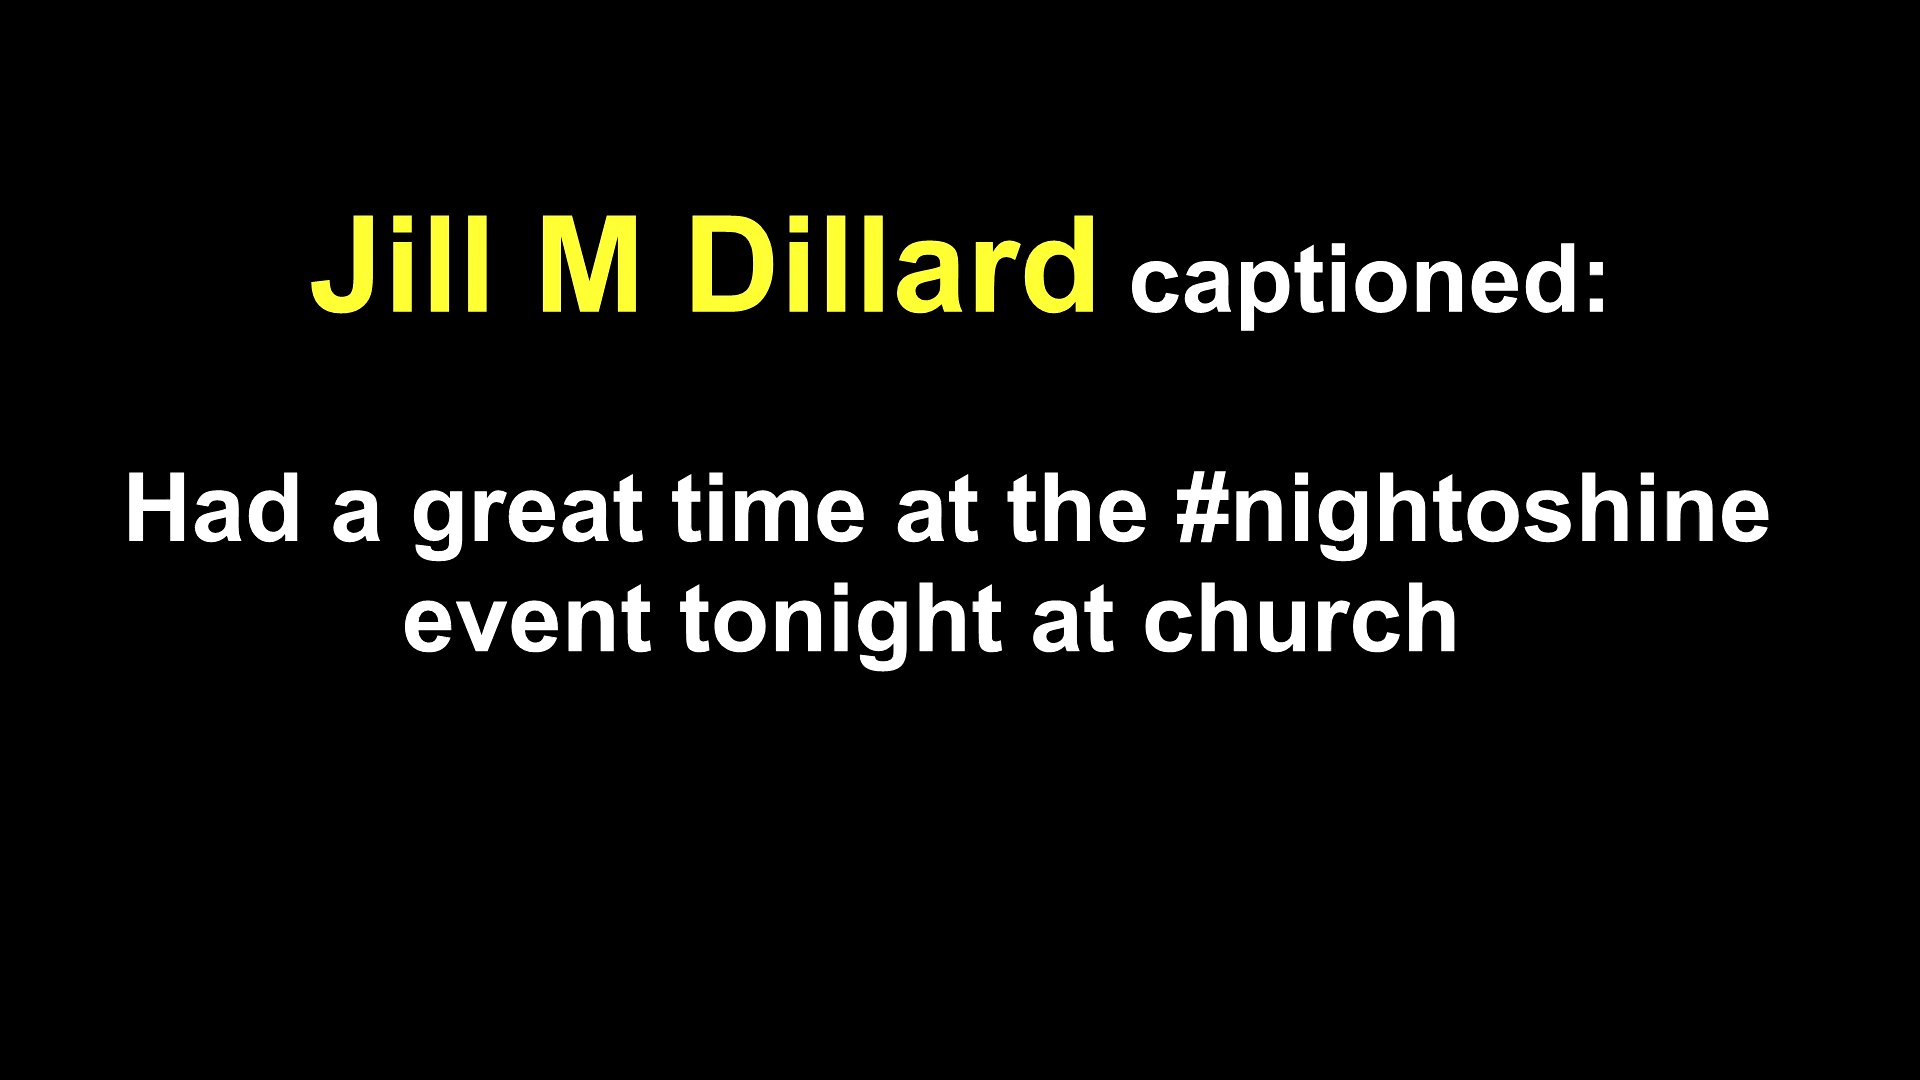 Jill M Dillard captioned:
Had a great time at the #nightoshine
event tonight at church